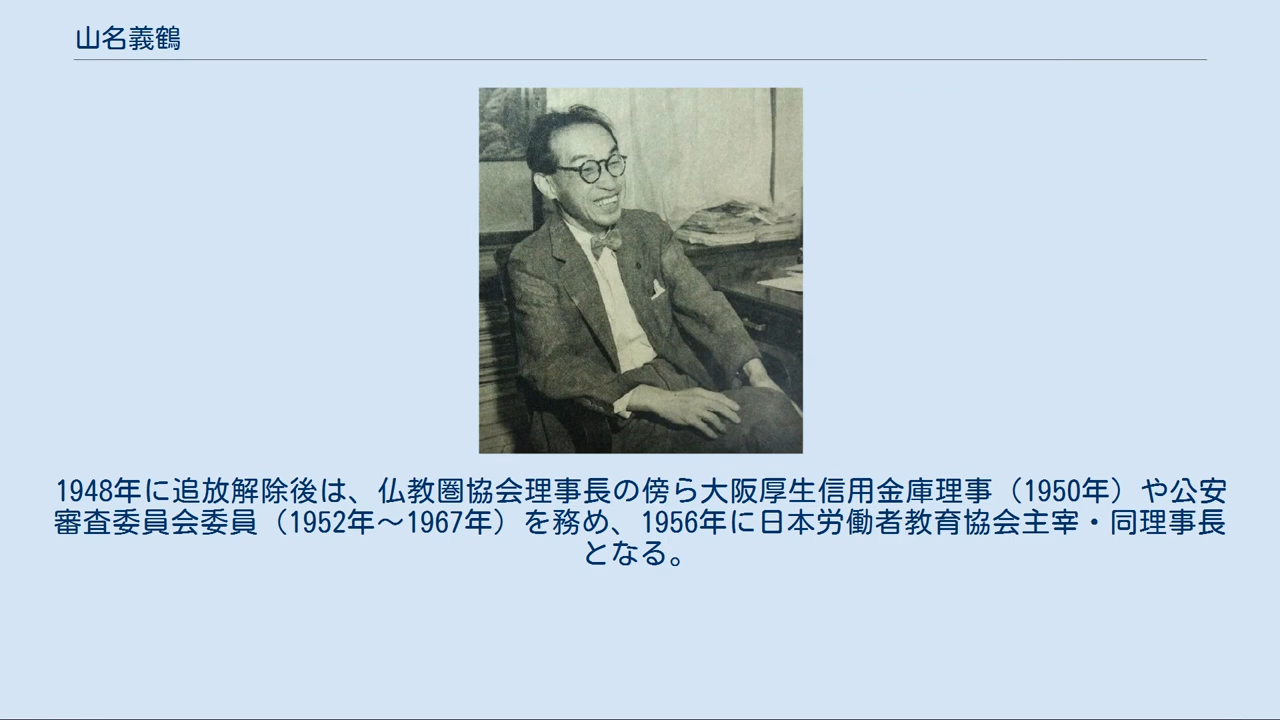 山名義鶴
1948年に追放解除後は、仏教圏協会理事長の傍ら大阪厚生信用金庫理事（1950年）や公安
審査委員会委員（1952年～1967年）を務め、1956年に日本労働者教育協会主宰・同理事長
となる。